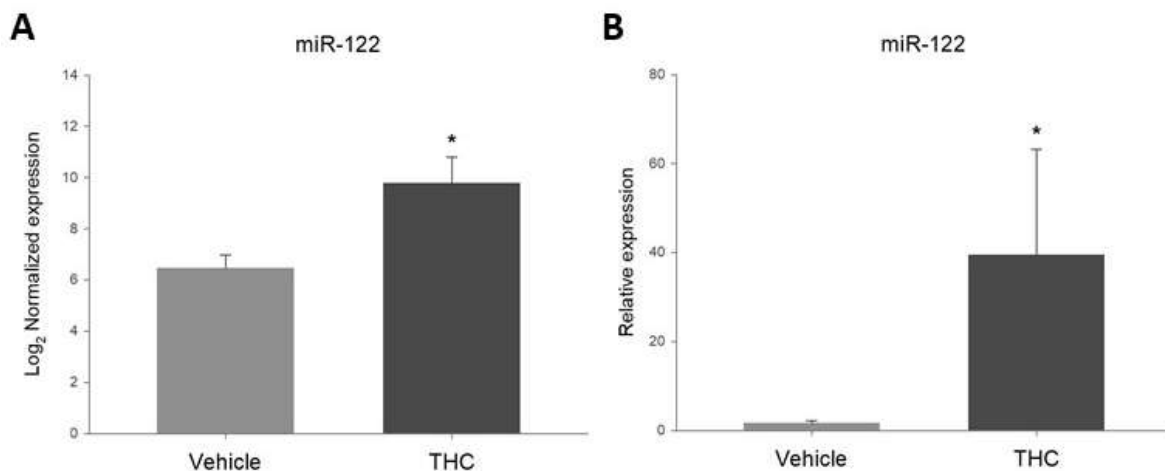 A
miR-122
Log₂ Normalized expression
14
12
10
8
6
4
2
0
*
Vehicle
THC
B
miR-122
Relative expression
80
60
40
20
0
*
Vehicle
THC